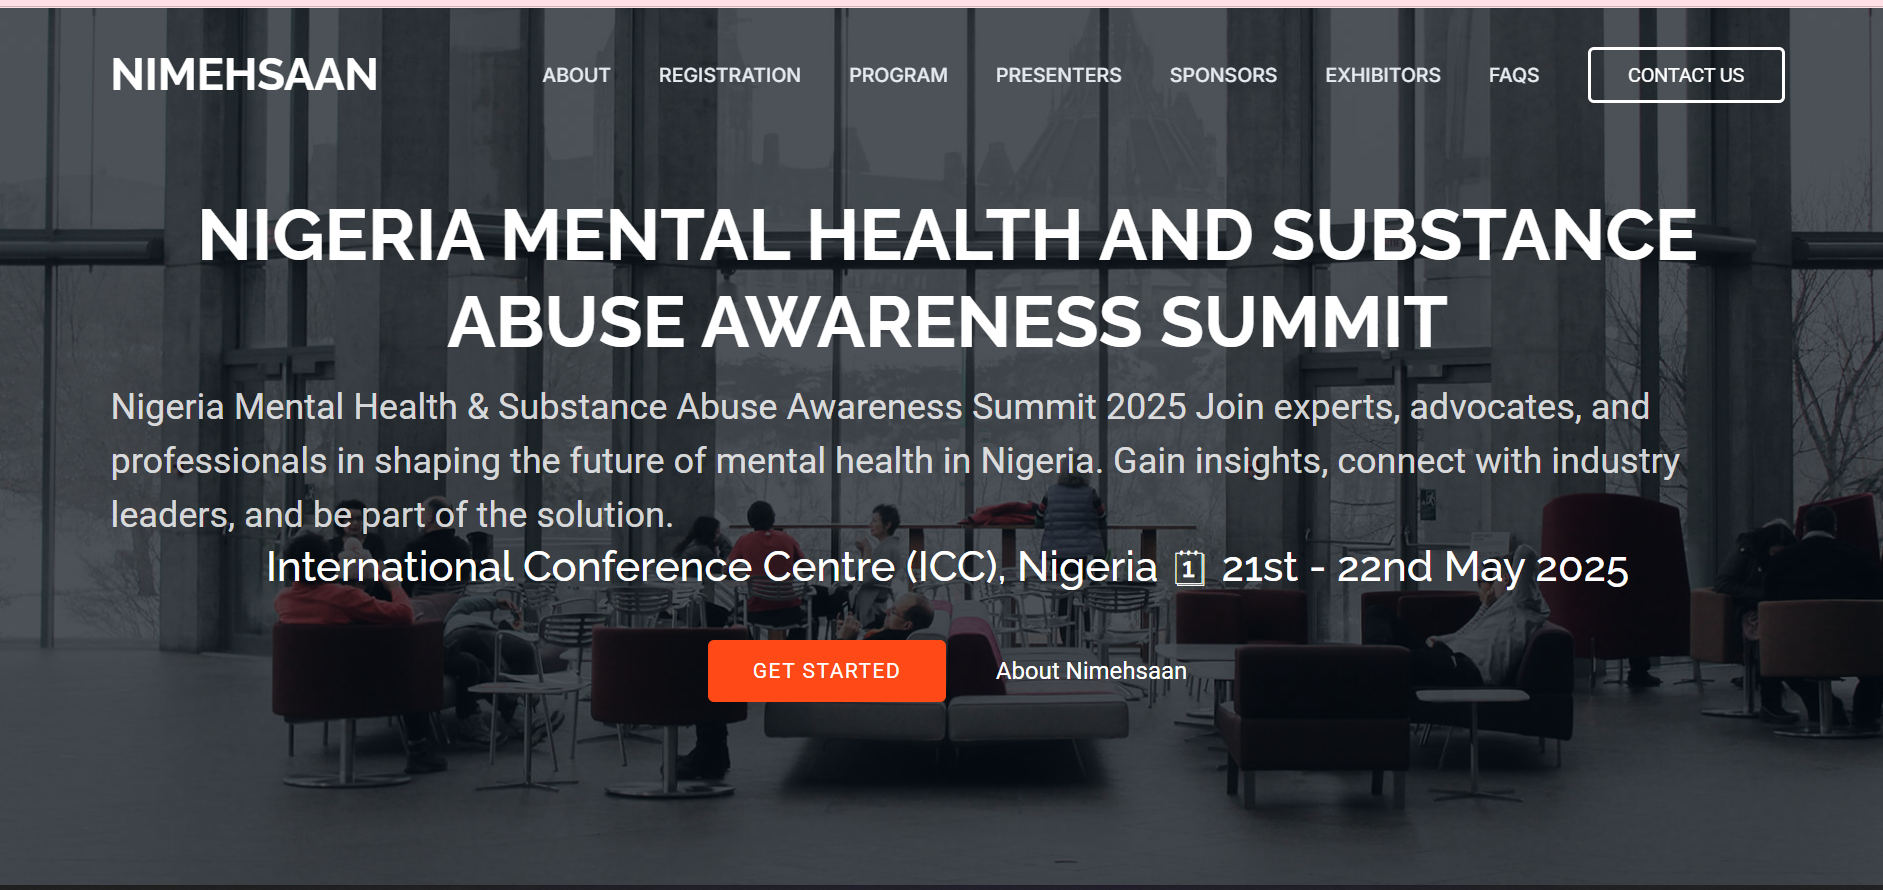 NIMEHSAAN
ABOUT REGISTRATION PROGRAM PRESENTERS SPONSORS EXHIBITORS FAQS CONTACT US
NIGERIA MENTAL HEALTH AND SUBSTANCE
ABUSE AWARENESS SUMMIT
Nigeria Mental Health & Substance Abuse Awareness Summit 2025 Join experts, advocates, and
professionals in shaping the future of mental health in Nigeria. Gain insights, connect with industry
leaders, and be part of the solution.
International Conference Centre (ICC), Nigeria 🗓 21st - 22nd May 2025
GET STARTED About Nimehsaan